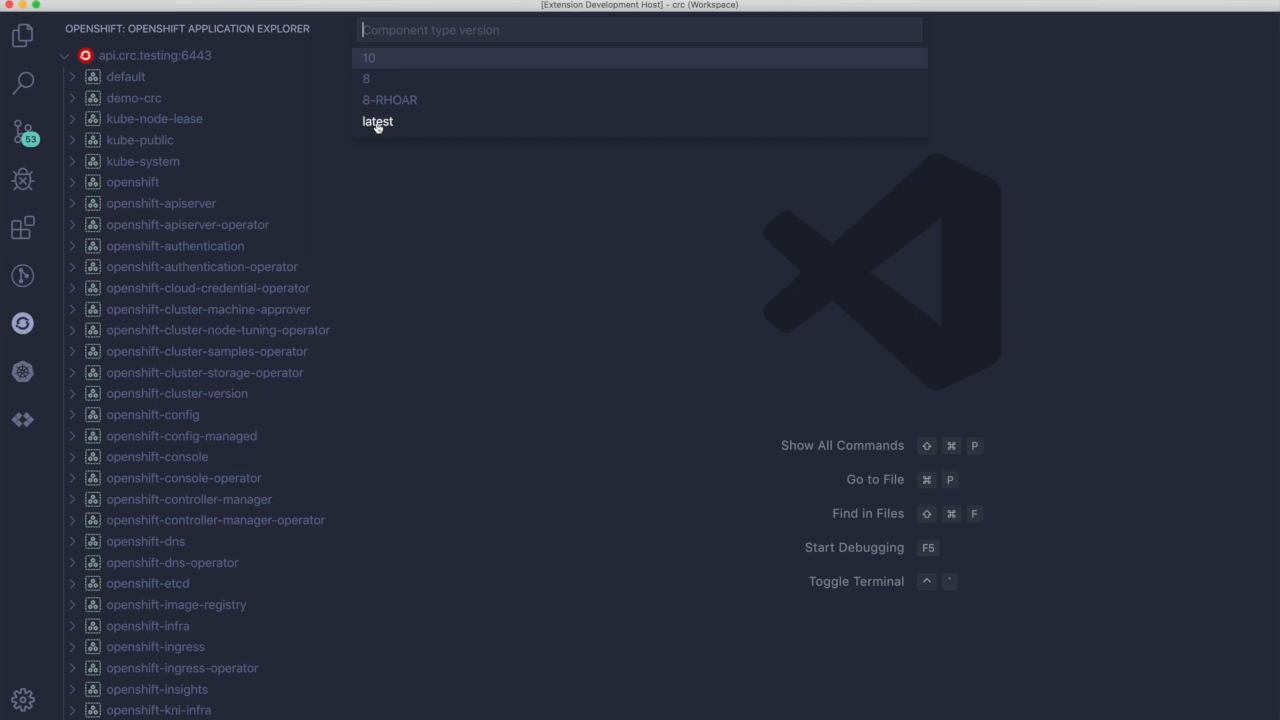 [Extension Development Host] - crc (Workspace)
OPENSHIFT: OPENSHIFT APPLICATION EXPLORER
Component type version
10
8
8-RHOAR
latest
api.crc.testing:6443
default
demo-crc
kube-node-lease
kube-public
kube-system
openshift
openshift-apiserver
openshift-apiserver-operator
openshift-authentication
openshift-authentication-operator
openshift-cloud-credential-operator
openshift-cluster-machine-approver
openshift-cluster-node-tuning-operator
openshift-cluster-samples-operator
openshift-cluster-storage-operator
openshift-cluster-version
openshift-config
openshift-config-managed
openshift-console
openshift-console-operator
openshift-controller-manager
openshift-controller-manager-operator
openshift-dns
openshift-dns-operator
openshift-etcd
openshift-image-registry
openshift-infra
openshift-ingress
openshift-ingress-operator
openshift-insights
openshift-kni-infra
53
Show All Commands ⇧ ⌘ P
Go to File ⌘ P
Find in Files ⇧ ⌘ F
Start Debugging F5
Toggle Terminal ^ `